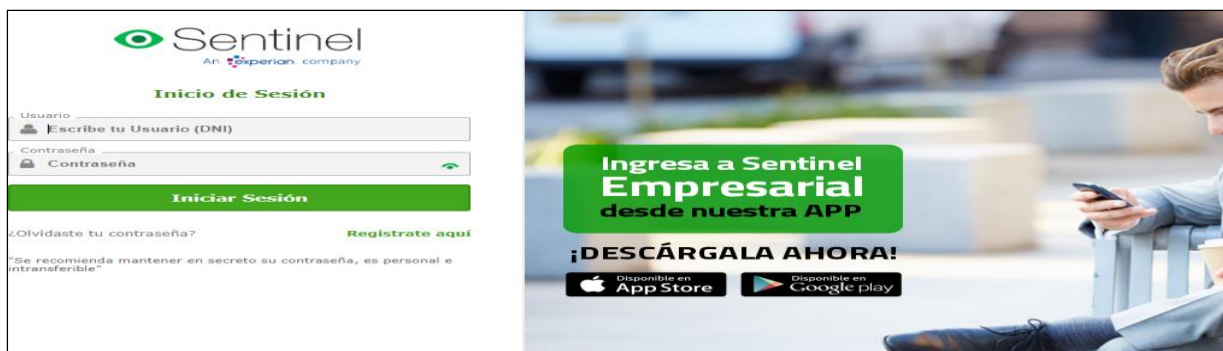 Sentinel
An experian. company
Inicio de Sesión
Usuario
Escribe tu Usuario (DNI)
Contraseña
Contraseña
Iniciar Sesión
¿Olvidaste tu contraseña? Registrate aquí
"Se recomienda mantener en secreto su contraseña, es personal e
intransferible"
Ingresa a Sentinel
Empresarial
desde nuestra APP
¡DESCÁRGALA AHORA!
Disponible en
App Store
Disponible en
Google play